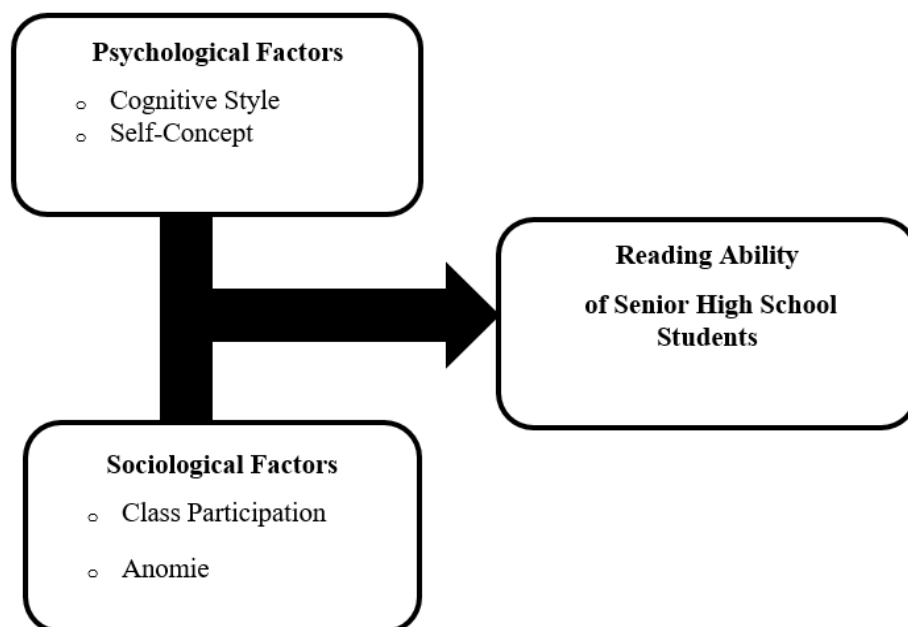 Psychological Factors
o Cognitive Style
o Self-Concept
Reading Ability
of Senior High School
Students
Sociological Factors
o Class Participation
o Anomie